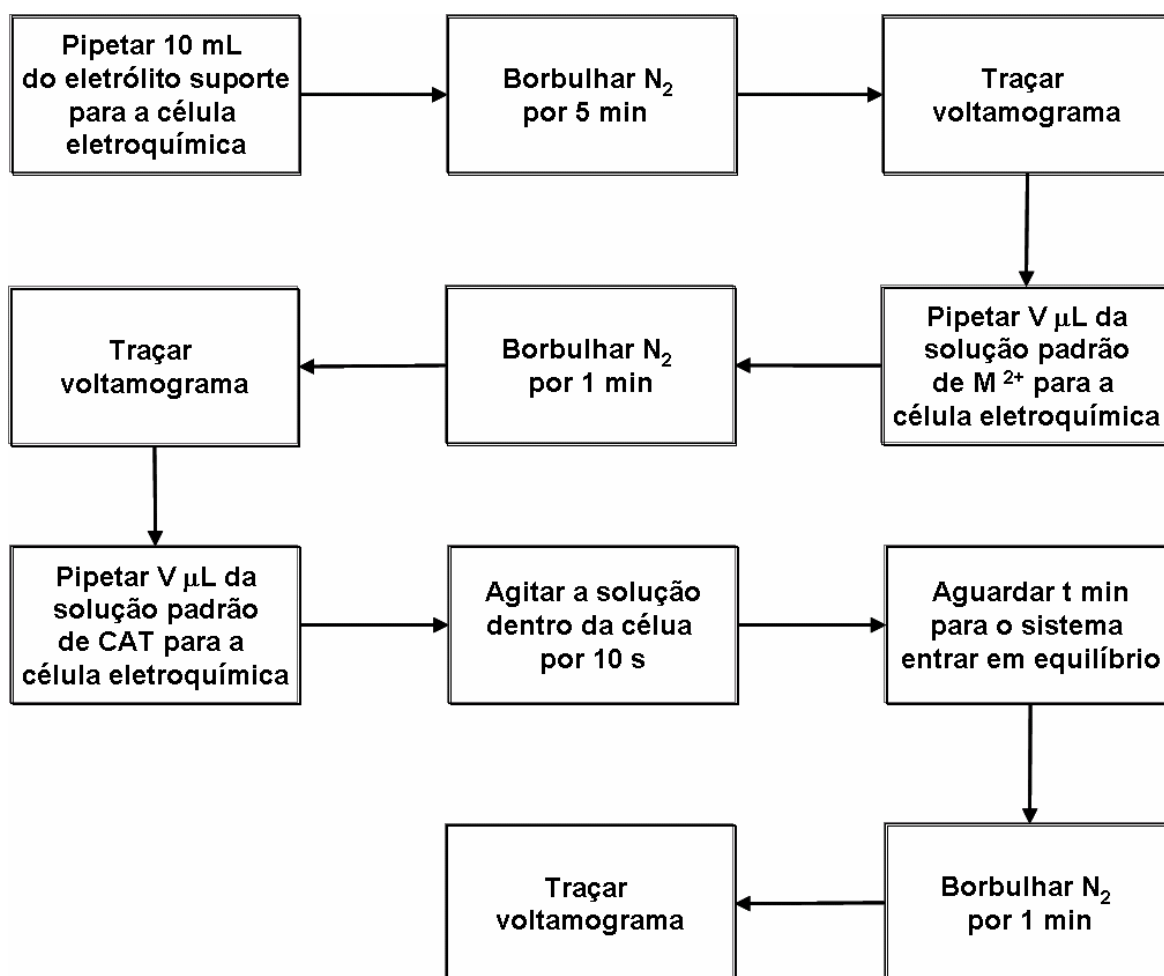 Pipetar 10 mL
do eletrólito suporte
para a célula
eletroquímica
Borbulhar N₂
por 5 min
Traçar
voltamograma
Pipetar V μL da
solução padrão
de M ²⁺ para a
célula eletroquímica
Borbulhar N₂
por 1 min
Traçar
voltamograma
Pipetar V μL da
solução padrão
de CAT para a
célula eletroquímica
Agitar a solução
dentro da célua
por 10 s
Aguardar t min
para o sistema
entrar em equilíbrio
Borbulhar N₂
por 1 min
Traçar
voltamograma